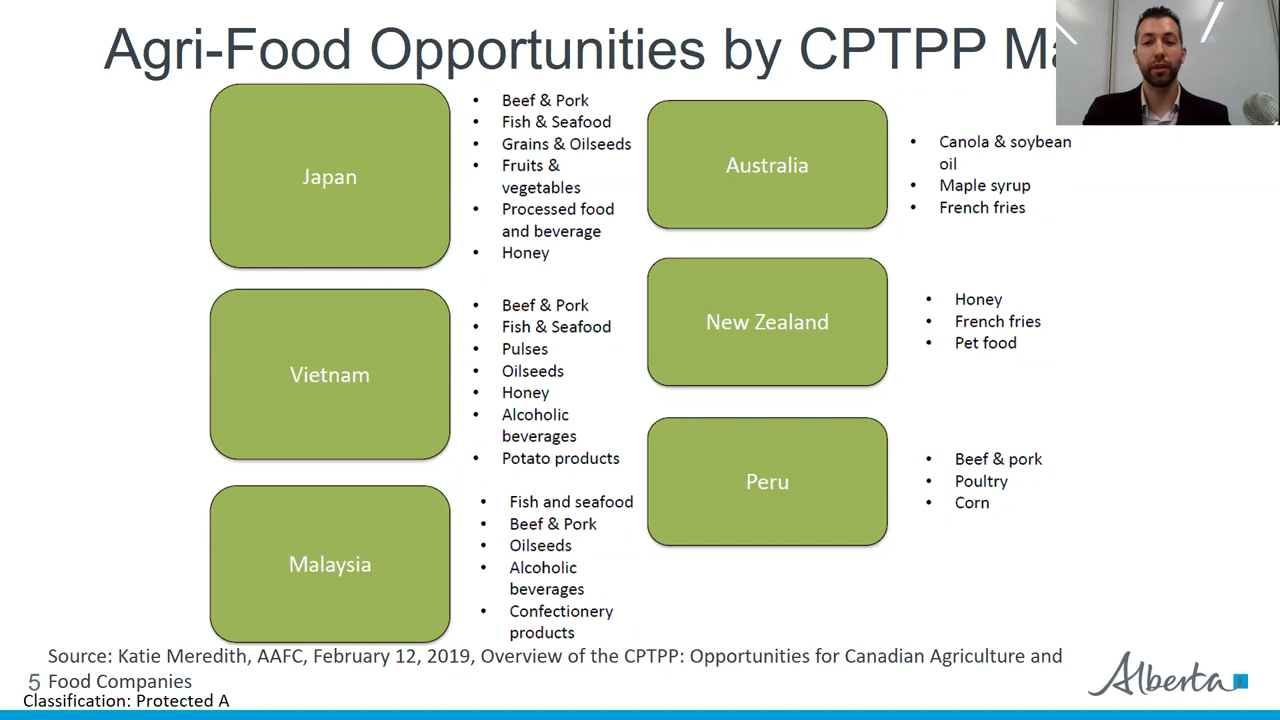 Agri-Food Opportunities by CPTPP
Japan
• Beef & Pork
• Fish & Seafood
• Grains & Oilseeds
• Fruits &
vegetables
• Processed food
and beverage
• Honey
Australia
• Canola & soybean
oil
• Maple syrup
• French fries
Vietnam
• Beef & Pork
• Fish & Seafood
• Pulses
• Oilseeds
• Honey
• Alcoholic
beverages
• Potato products
New Zealand
• Honey
• French fries
• Pet food
Malaysia
• Fish and seafood
• Beef & Pork
• Oilseeds
• Alcoholic
beverages
• Confectionery
products
Peru
• Beef & pork
• Poultry
• Corn
Source: Katie Meredith, AAFC, February 12, 2019, Overview of the CPTPP: Opportunities for Canadian Agriculture and
Food Companies
5
Classification: Protected A
Alberta